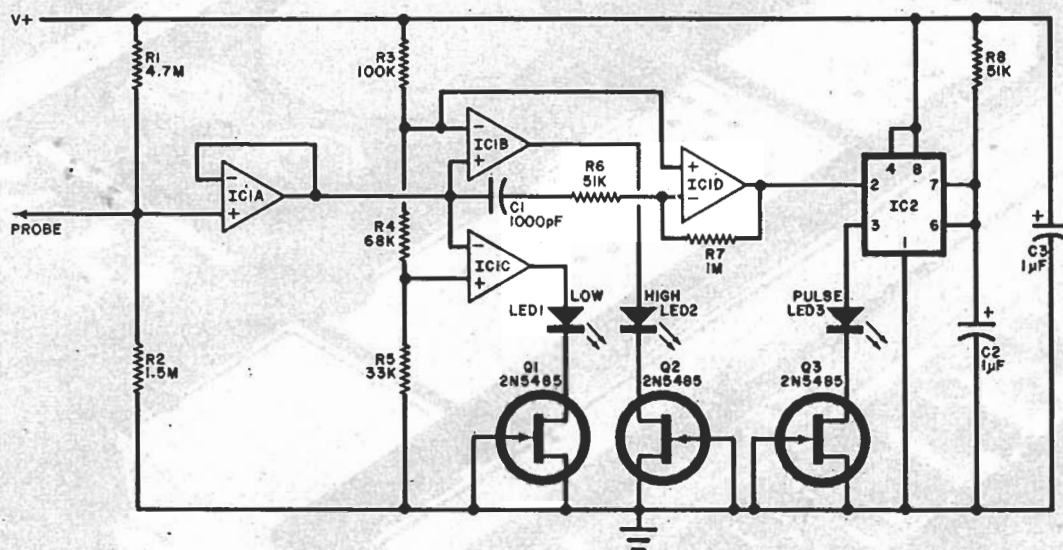 V+
R1
4.7M
R3
100K
R8
51K
IC1B
-
+
IC1A
-
+
R6
51K
+
IC1D
-
4 8
2
7
IC2
3
6
1
PROBE
C1
1000pF
R4
68K
R7
1M
-
IC1C
+
+
C3
1µF
LOW
LED1
HIGH
LED2
PULSE
LED3
+
C2
1µF
R2
1.5M
R5
33K
Q1
2N5485
Q2
2N5485
Q3
2N5485